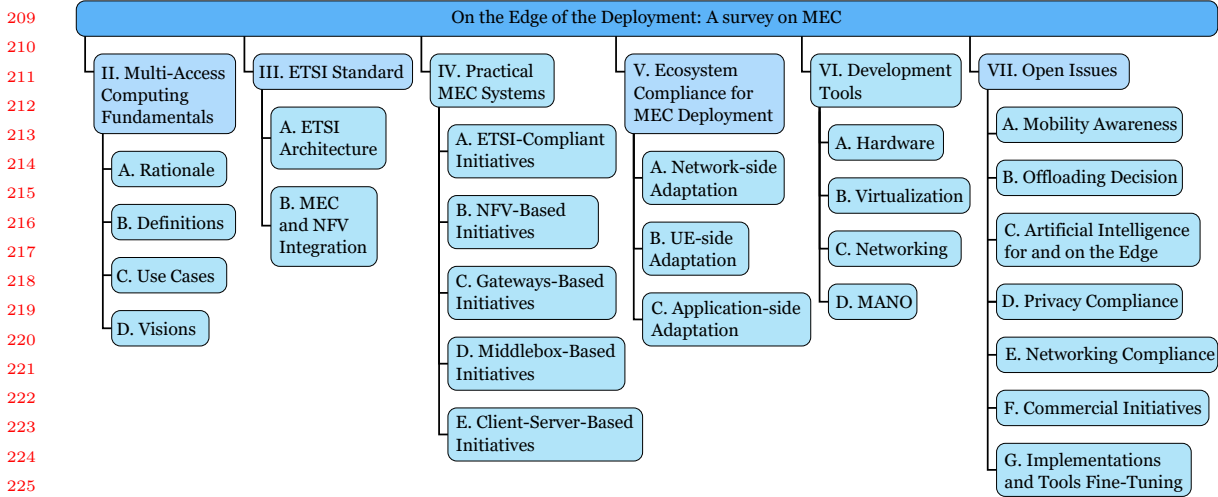 209
210
211
212
213
214
215
216
217
218
219
220
221
222
223
224
225
On the Edge of the Deployment: A survey on MEC
II. Multi-Access
Computing
Fundamentals
A. Rationale
B. Definitions
C. Use Cases
D. Visions
III. ETSI Standard
A. ETSI
Architecture
B. MEC
and NFV
Integration
IV. Practical
MEC Systems
A. ETSI-Compliant
Initiatives
B. NFV-Based
Initiatives
C. Gateways-Based
Initiatives
D. Middlebox-Based
Initiatives
E. Client-Server-Based
Initiatives
V. Ecosystem
Compliance for
MEC Deployment
A. Network-side
Adaptation
B. UE-side
Adaptation
C. Application-side
Adaptation
VI. Development
Tools
A. Hardware
B. Virtualization
C. Networking
D. MANO
VII. Open Issues
A. Mobility Awareness
B. Offloading Decision
C. Artificial Intelligence
for and on the Edge
D. Privacy Compliance
E. Networking Compliance
F. Commercial Initiatives
G. Implementations
and Tools Fine-Tuning